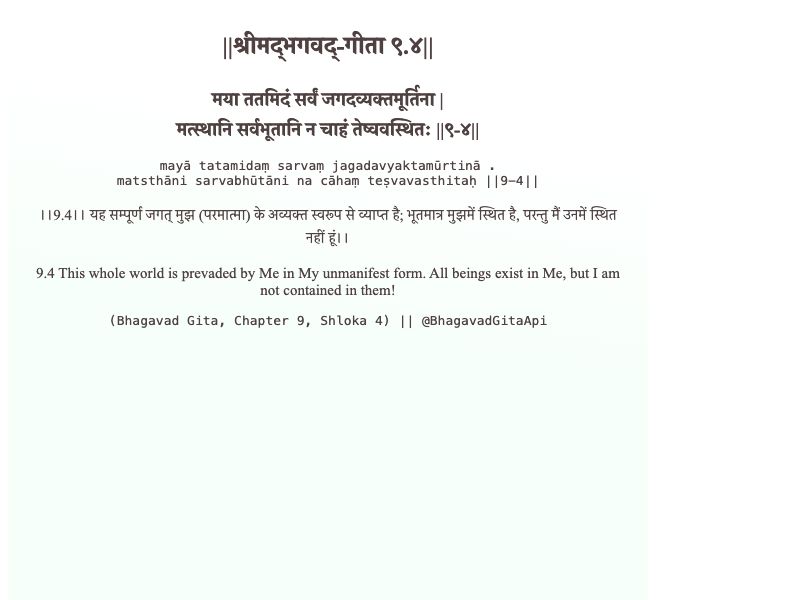 ||श्रीमद्‍भगवद्‍-गीता ९.४||
मया ततमिदं सर्वं जगदव्यक्तमूर्तिना |
मत्स्थानि सर्वभूतानि न चाहं तेष्ववस्थितः ||९-४||
mayā tatamidaṃ sarvaṃ jagadavyaktamūrtinā .
matsthāni sarvabhūtāni na cāhaṃ teṣvavasthitaḥ ||9-4||
।।9.4।। यह सम्पूर्ण जगत् मुझ (परमात्मा) के अव्यक्त स्वरूप से व्याप्त है; भूतमात्र मुझमें स्थित है, परन्तु मैं उनमें स्थित
नहीं हूं।।
9.4 This whole world is prevaded by Me in My unmanifest form. All beings exist in Me, but I am
not contained in them!
(Bhagavad Gita, Chapter 9, Shloka 4) || @BhagavadGitaApi